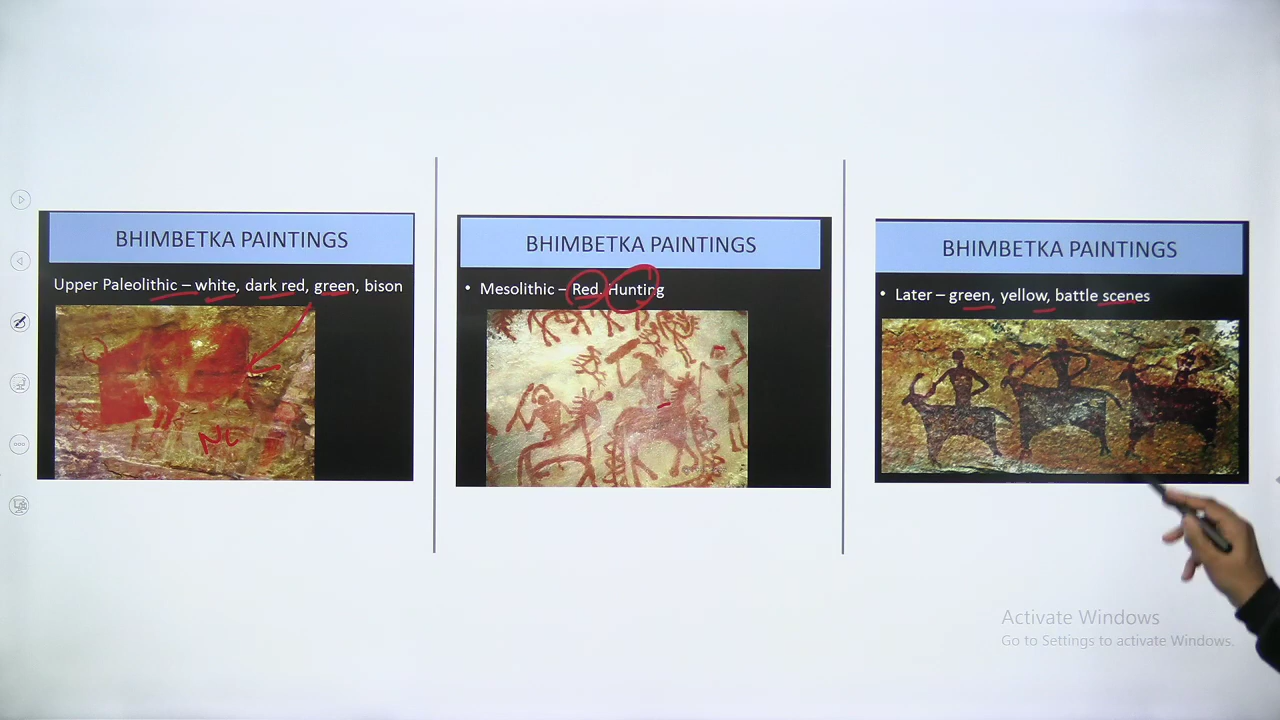 BHIMBETKA PAINTINGS
Upper Paleolithic – white, dark red, green, bison
BHIMBETKA PAINTINGS
• Mesolithic – Red. Hunting
BHIMBETKA PAINTINGS
• Later – green, yellow, battle scenes
Activate Windows
Go to Settings to activate Windows.